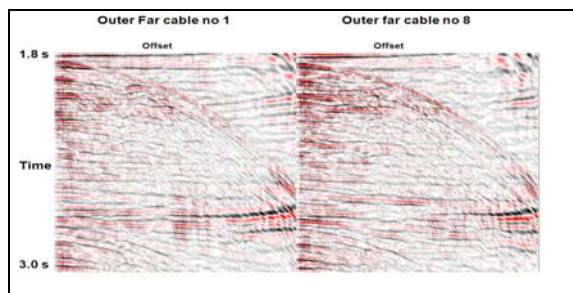 Outer Far cable no 1
Outer far cable no 8
Offset
Offset
1.8 s
Time
3.0 s